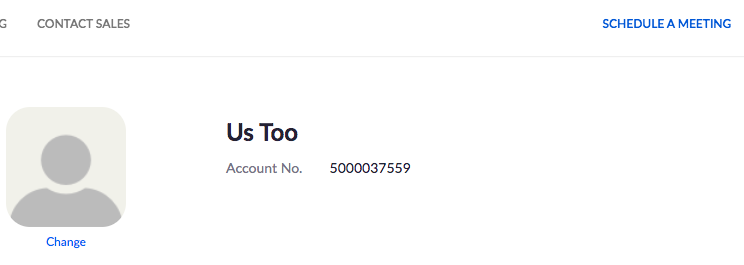 G CONTACT SALES SCHEDULE A MEETING
Us Too
Account No. 5000037559
Change